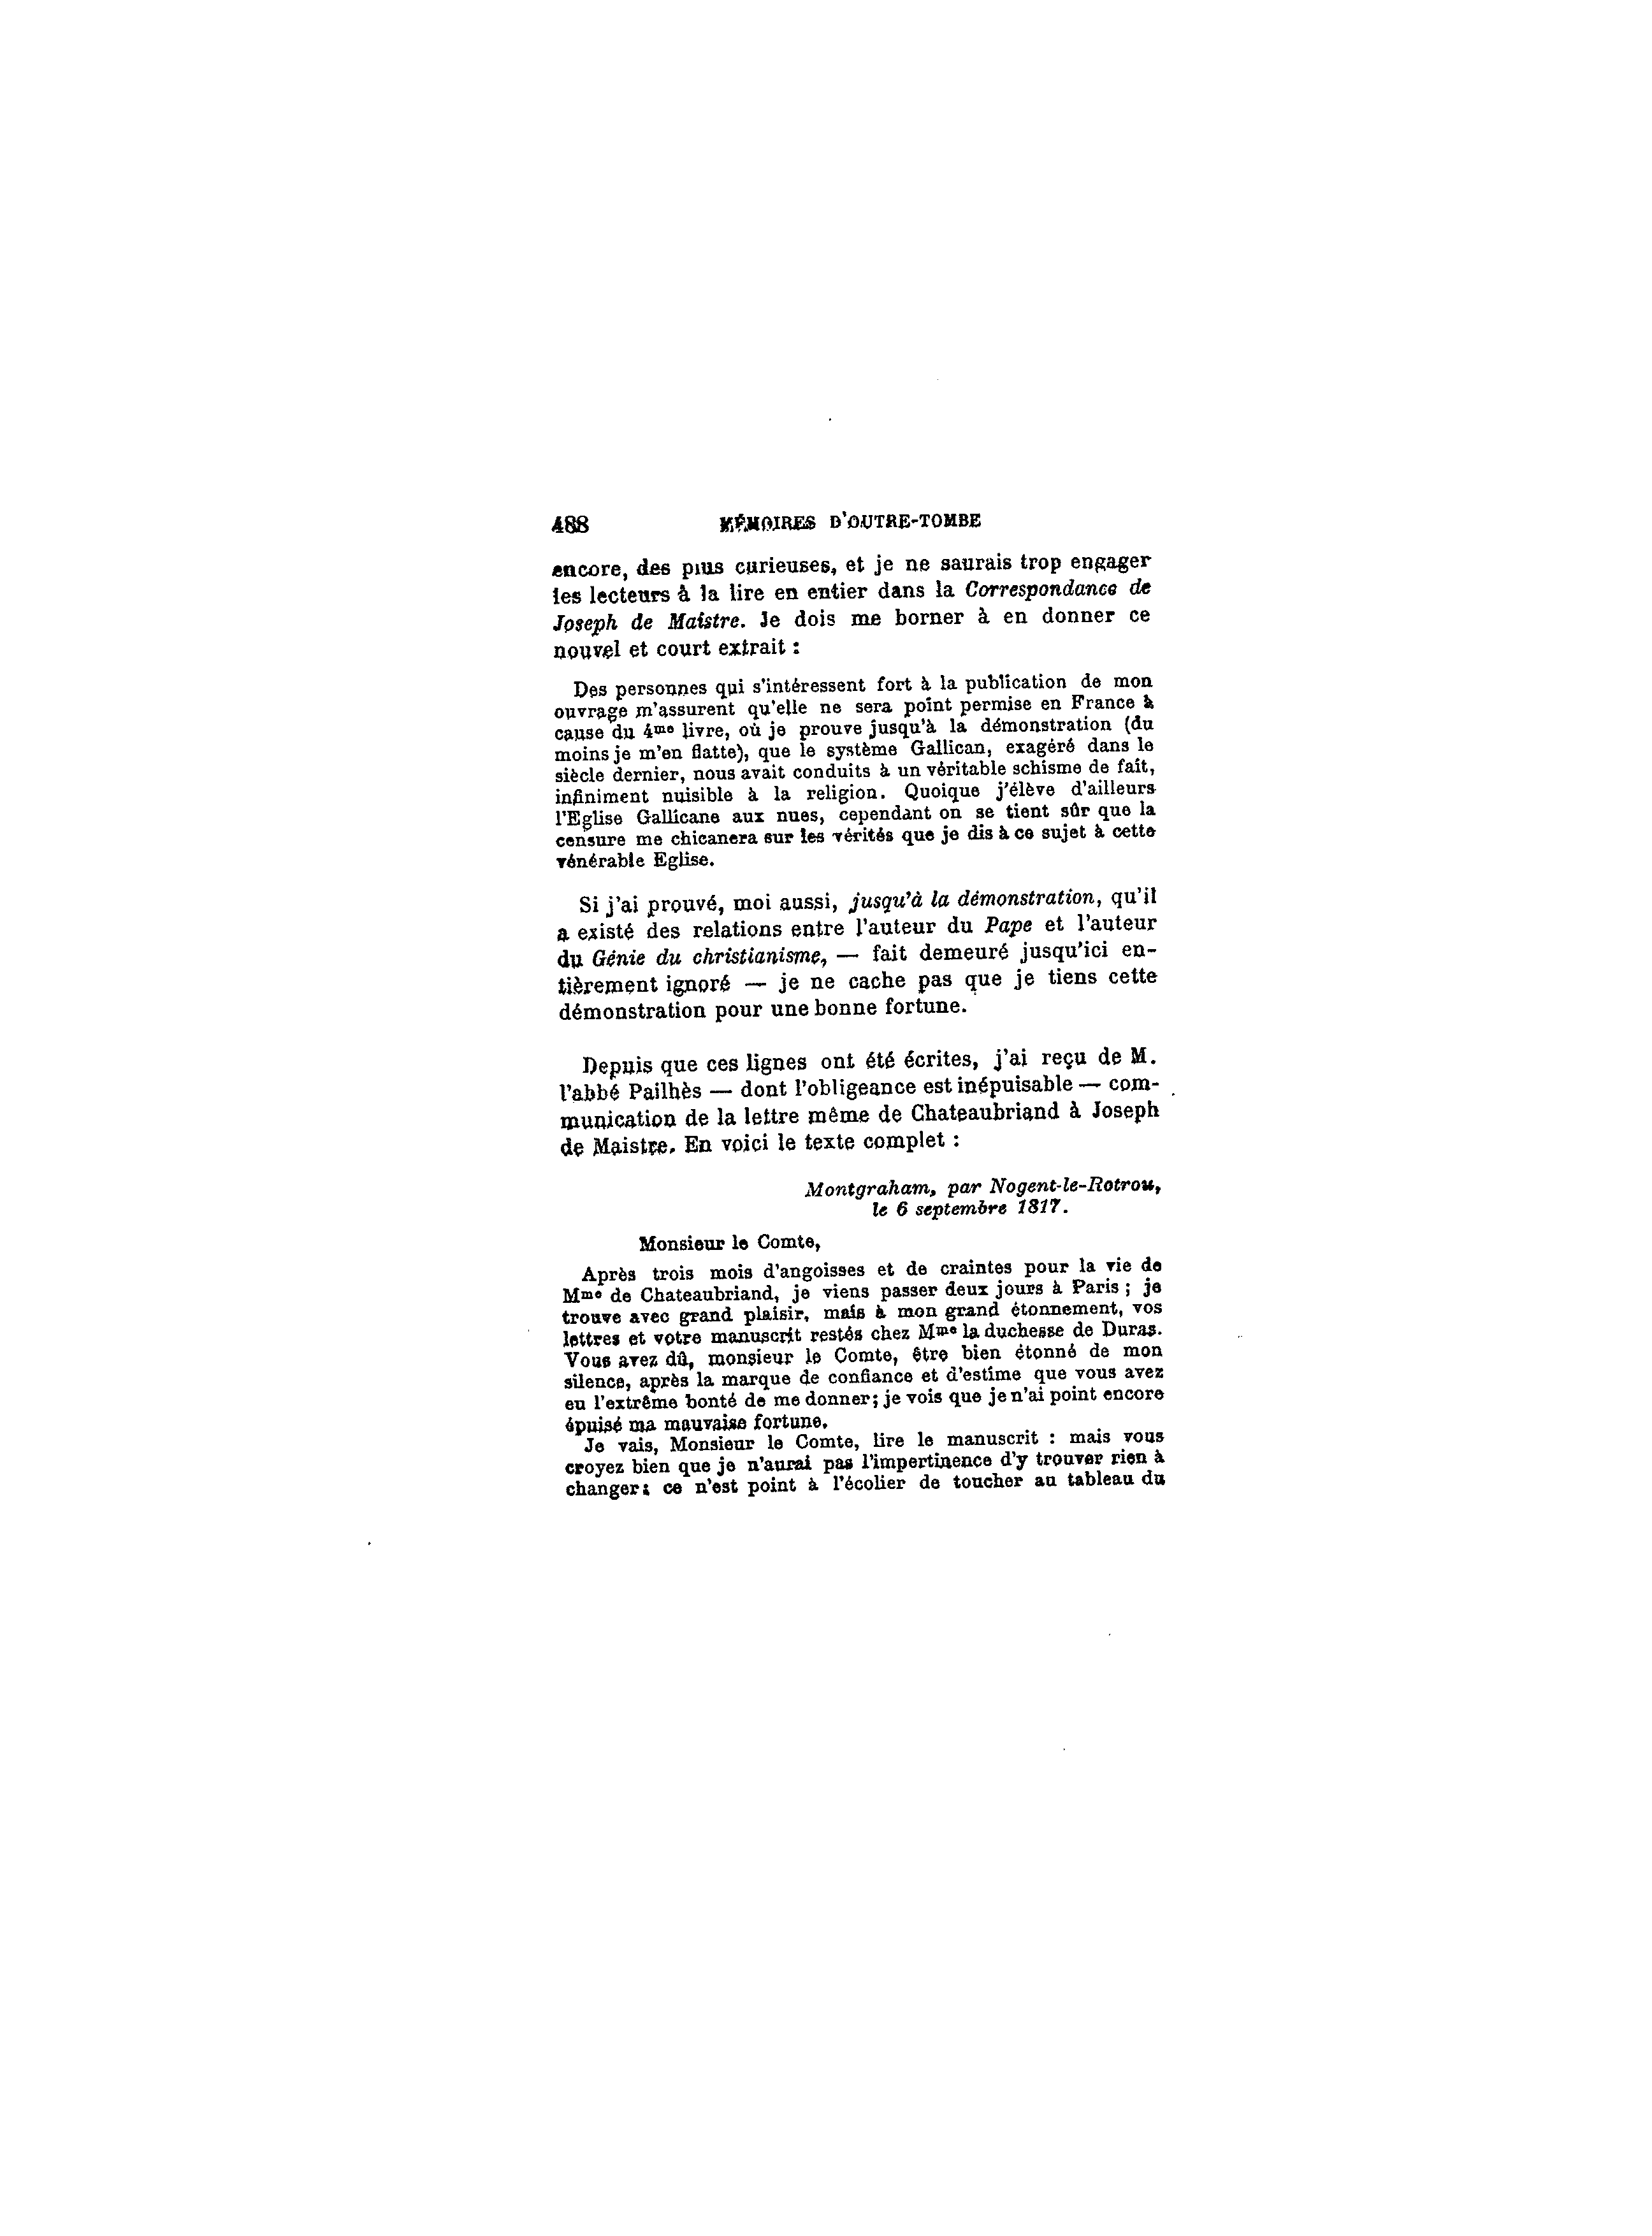 488 MÉMOIRES D'OUTRE-TOMBE
encore, des plus curieuses, et je ne saurais trop engager
les lecteurs à la lire en entier dans la Correspondance de
Joseph de Maistre. Je dois me borner à en donner ce
nouvel et court extrait :
Des personnes qui s'intéressent fort à la publication de mon
ouvrage m'assurent qu'elle ne sera point permise en France à
cause du 4me livre, où je prouve jusqu'à la démonstration (du
moins je m'en flatte), que le système Gallican, exagéré dans le
siècle dernier, nous avait conduits à un véritable schisme de fait,
infiniment nuisible à la religion. Quoique j'élève d'ailleurs
l'Eglise Gallicane aux nues, cependant on se tient sûr que la
censure me chicanera sur les vérités que je dis à ce sujet à cette
vénérable Eglise.
Si j'ai prouvé, moi aussi, jusqu'à la démonstration, qu'il
a existé des relations entre l'auteur du Pape et l'auteur
du Génie du christianisme, — fait demeuré jusqu'ici en-
tièrement ignoré — je ne cache pas que je tiens cette
démonstration pour une bonne fortune.
Depuis que ces lignes ont été écrites, j'ai reçu de M.
l'abbé Pailhès — dont l'obligeance est inépuisable — com-
munication de la lettre même de Chateaubriand à Joseph
de Maistre. En voici le texte complet :
Montgraham, par Nogent-le-Rotrou,
le 6 septembre 1817.
Monsieur le Comte,
Après trois mois d'angoisses et de craintes pour la vie de
Mme de Chateaubriand, je viens passer deux jours à Paris ; je
trouve avec grand plaisir, mais à mon grand étonnement, vos
lettres et votre manuscrit restés chez Mme la duchesse de Duras.
Vous avez dû, monsieur le Comte, être bien étonné de mon
silence, après la marque de confiance et d'estime que vous avez
eu l'extrême bonté de me donner; je vois que je n'ai point encore
épuisé ma mauvaise fortune.
Je vais, Monsieur le Comte, lire le manuscrit : mais vous
croyez bien que je n'aurai pas l'impertinence d'y trouver rien à
changer: ce n'est point à l'écolier de toucher au tableau du